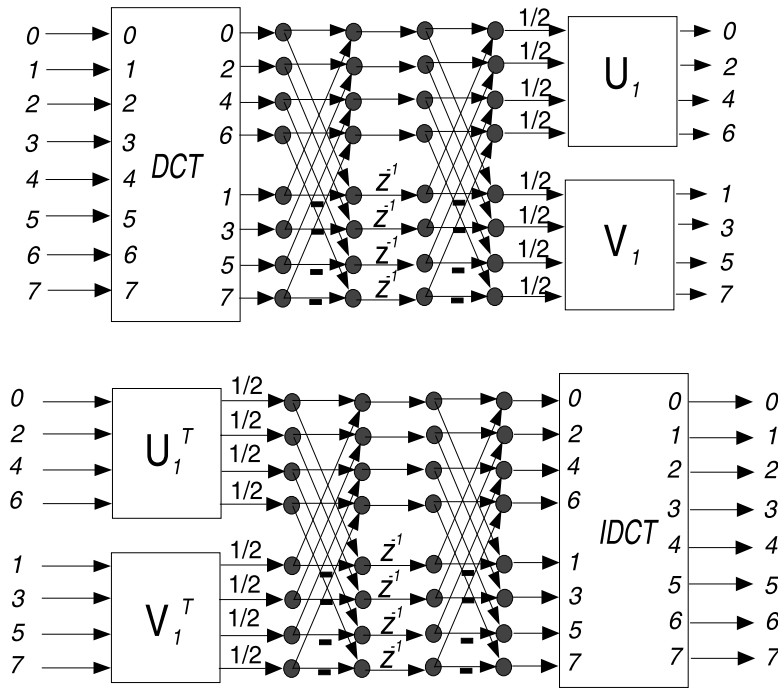 0 0 0 1/2 0
1 1 2 1/2 U₁ 2
2 2 4 1/2 4
3 3 6 1/2 6
DCT
4 4 1 - z⁻¹ - 1/2 1
5 5 3 - z⁻¹ - 1/2 V₁ 3
6 6 5 - z⁻¹ - 1/2 5
7 7 7 - z⁻¹ - 1/2 7
0 1/2 0 0 0
2 U₁ᵀ 1/2 2 1 1
4 1/2 4 2 2
6 1/2 6 3 3
IDCT
1 1/2 - z⁻¹ - 1 4 4
3 V₁ᵀ 1/2 - z⁻¹ - 3 5 5
5 1/2 - z⁻¹ - 5 6 6
7 1/2 - z⁻¹ - 7 7 7